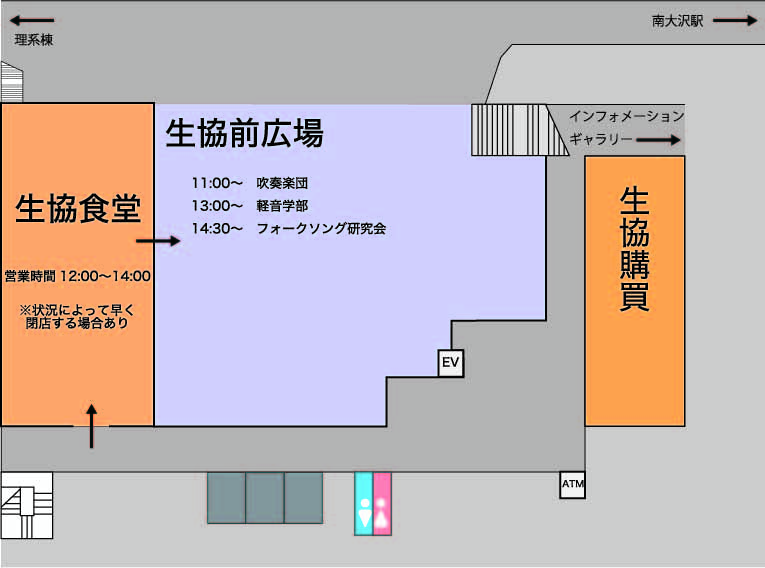 理系棟
南大沢駅
生協前広場
インフォメーション
ギャラリー
11:00〜 吹奏楽団
13:00〜 軽音学部
14:30〜 フォークソング研究会
生協食堂
営業時間 12:00〜14:00
※状況によって早く
閉店する場合あり
生協購買
EV
ATM